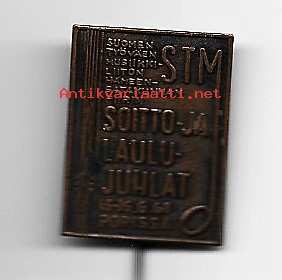 SUOMEN
TYÖVÄEN
MUSIIKKI-
LIITON
STM
Antikvariaatti.net
SOITTO-JA
LAULU-
JUHLAT